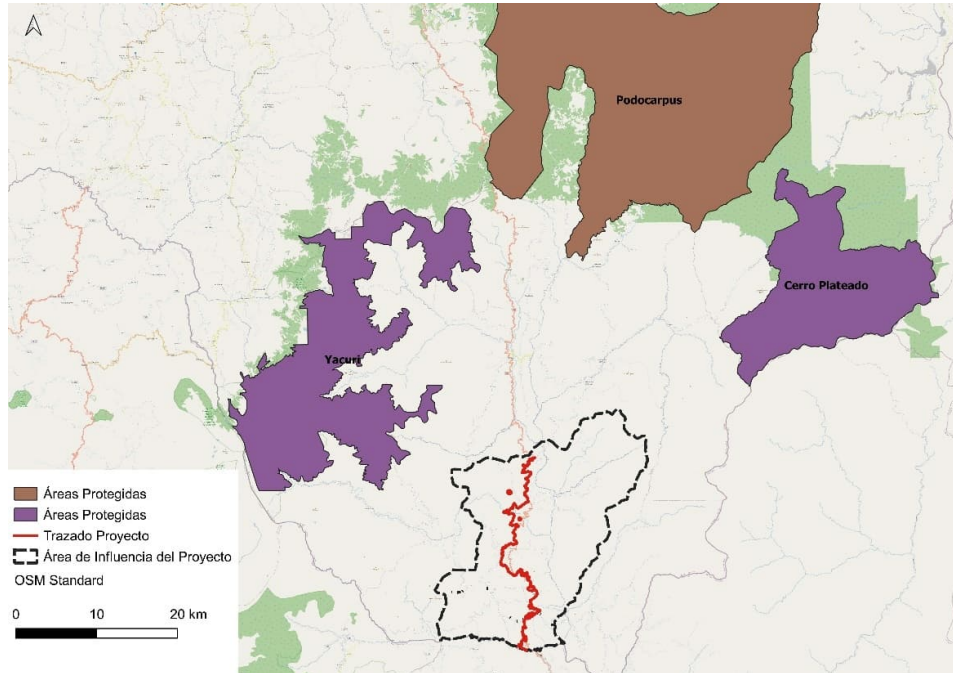 Podocarpus
Cerro Plateado
Yacuri
Áreas Protegidas
Áreas Protegidas
Trazado Proyecto
Área de Influencia del Proyecto
OSM Standard
0 10 20 km